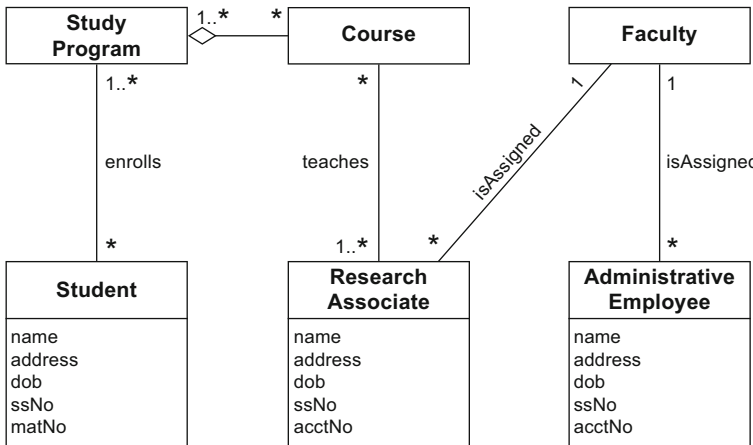 Study
Program
1..*
*
Course
Faculty
1..*
*
1
1
enrolls
teaches
isAssigned
isAssigned
*
1..*
*
*
Student
name
address
dob
ssNo
matNo
Research
Associate
name
address
dob
ssNo
acctNo
Administrative
Employee
name
address
dob
ssNo
acctNo